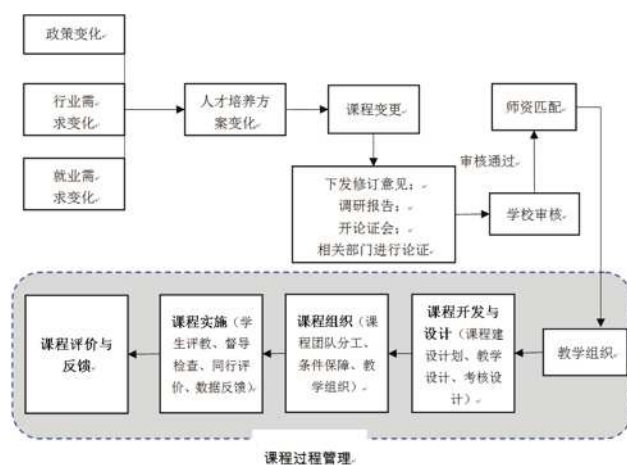 政策变化
行业需
求变化
就业需
求变化
人才培养方
案变化
课程变更
下发修订意见；
调研报告；
开论证会；
相关部门进行论证
学校审核
审核通过
师资匹配
教学组织
课程开发与
设计（课程建
设计划、教学
设计、考核设
计）
课程组织（课
程团队分工、
条件保障、教
学组织）
课程实施（学
生评教、督导
检查、同行评
价、数据反馈）
课程评价与
反馈
课程过程管理